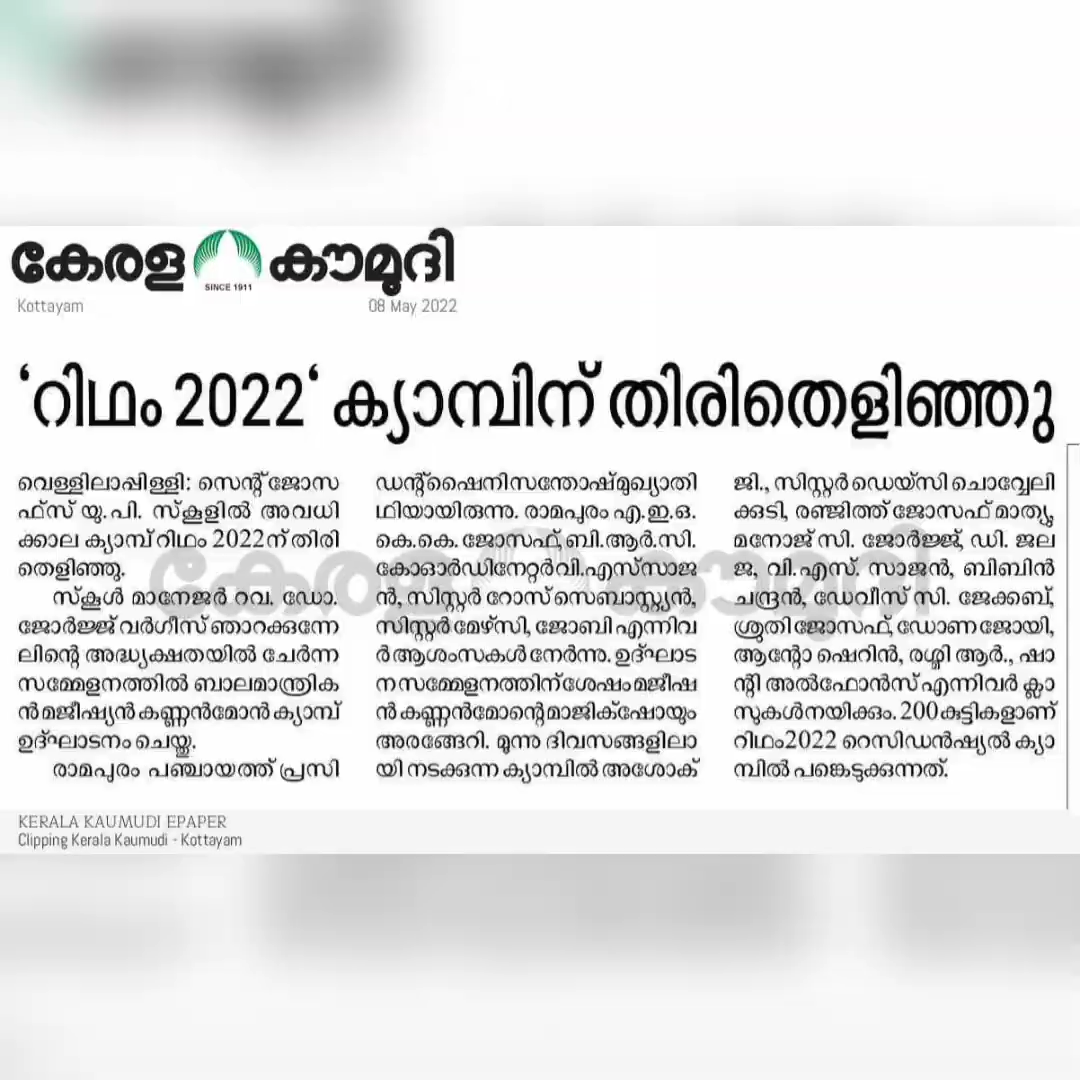 കേരള കൗമുദി
SINCE 1911
Kottayam 08 May 2022
‘റിഥം 2022‘ ക്യാമ്പിന് തിരിതെളിഞ്ഞു
വെള്ളിലാപ്പിള്ളി: സെന്റ് ജോസ
ഫ്സ് യു.പി. സ്കൂളിൽ അവധി
ക്കാല ക്യാമ്പ് റിഥം 2022ന് തിരി
തെളിഞ്ഞു.
സ്കൂൾ മാനേജർ റവ. ഡോ.
ജോർജ്ജ് വർഗീസ് ഞാറക്കുന്നേ
ലിന്റെ അദ്ധ്യക്ഷതയിൽ ചേർന്ന
സമ്മേളനത്തിൽ ബാലമാന്ത്രിക
ൻ മജീഷ്യൻ കണ്ണൻമോൻ ക്യാമ്പ്
ഉദ്ഘാടനം ചെയ്തു.
രാമപുരം പഞ്ചായത്ത് പ്രസി
ഡന്റ് ഷൈനി സന്തോഷ് മുഖ്യാതി
ഥിയായിരുന്നു. രാമപുരം എ.ഇ.ഒ.
കെ.കെ. ജോസഫ്, ബി.ആർ.സി.
കോഓർഡിനേറ്റർ വി.എസ് സാജ
ൻ, സിസ്റ്റർ റോസ് സെബാസ്റ്റ്യൻ,
സിസ്റ്റർ മേഴ്സി, ജോബി എന്നിവ
ർ ആശംസകൾ നേർന്നു. ഉദ്ഘാട
ന സമ്മേളനത്തിന് ശേഷം മജീഷ്യ
ൻ കണ്ണൻമോന്റെ മാജിക് ഷോയും
അരങ്ങേറി. മൂന്നു ദിവസങ്ങളിലാ
യി നടക്കുന്ന ക്യാമ്പിൽ അശോക്
ജി., സിസ്റ്റർ ഡെയ്സി ചൊവ്വേലി
ക്കുടി, രഞ്ജിത്ത് ജോസഫ് മാത്യു,
മനോജ് സി. ജോർജ്ജ്, ഡി. ജല
ജ, വി.എസ്. സാജൻ, ബിബിൻ
ചന്ദ്രൻ, ഡേവീസ് സി. ജേക്കബ്,
ശ്രുതി ജോസഫ്, ഡോണ ജോയി,
ആന്റോ ഷെറിൻ, രശ്മി ആർ., ഷാ
ന്റി അൽഫോൻസ് എന്നിവർ ക്ലാ
സുകൾ നയിക്കും. 200 കുട്ടികളാണ്
റിഥം 2022 റെസിഡൻഷ്യൽ ക്യാ
മ്പിൽ പങ്കെടുക്കുന്നത്.
KERALA KAUMUDI EPAPER
Clipping Kerala Kaumudi - Kottayam